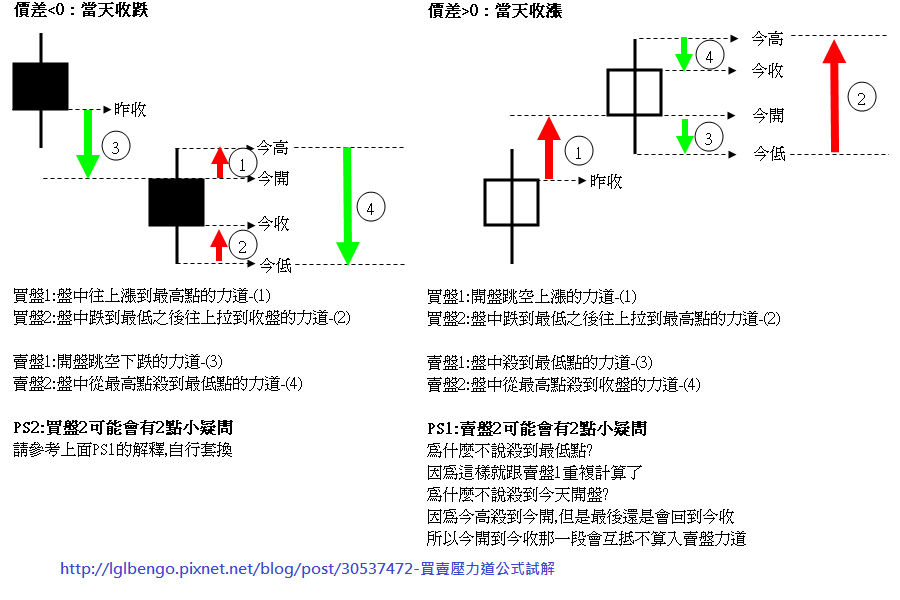 價差<0：當天收跌
昨收
③
今高
①
今開
今收
②
今低
④
買盤1:盤中往上漲到最高點的力道-(1)
買盤2:盤中跌到最低之後往上拉到收盤的力道-(2)
賣盤1:開盤跳空下跌的力道-(3)
賣盤2:盤中從最高點殺到最低點的力道-(4)
PS2:買盤2可能會有2點小疑問
請參考上面PS1的解釋,自行套換
價差>0：當天收漲
今高
④
今收
②
今開
①
③
今低
昨收
買盤1:開盤跳空上漲的力道-(1)
買盤2:盤中跌到最低之後往上拉到最高點的力道-(2)
賣盤1:盤中殺到最低點的力道-(3)
賣盤2:盤中從最高點殺到收盤的力道-(4)
PS1:賣盤2可能會有2點小疑問
為什麼不說殺到最低點?
因為這樣就跟賣盤1重複計算了
為什麼不說殺到今天開盤?
因為今高殺到今開,但是最後還是會回到今收
所以今開到今收那一段會互抵不算入賣盤力道
http://lglbengo.pixnet.net/blog/post/30537472-買賣壓力道公式試解